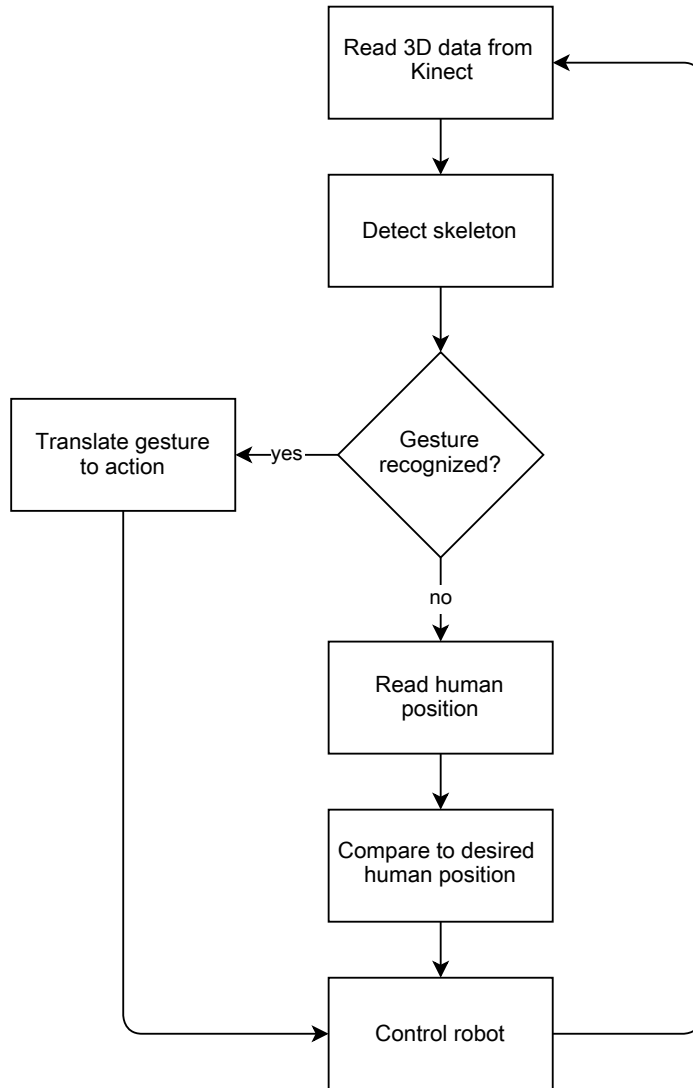 Read 3D data from
Kinect
Detect skeleton
Gesture
recognized?
yes
Translate gesture
to action
no
Read human
position
Compare to desired
human position
Control robot